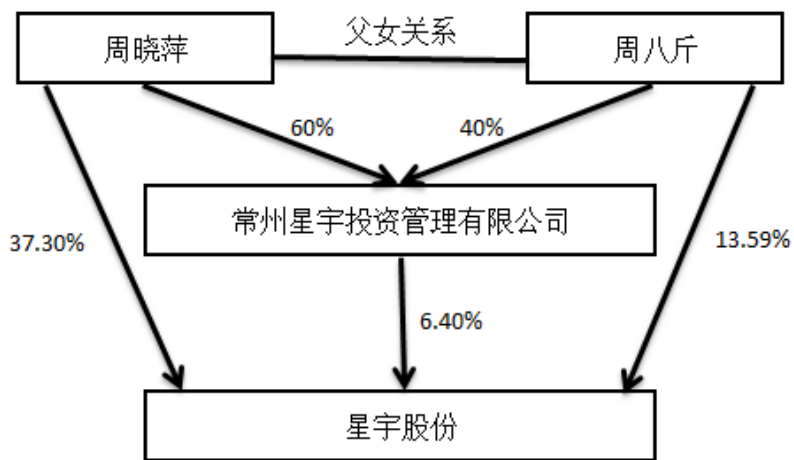 父女关系
周晓萍
周八斤
60%
40%
常州星宇投资管理有限公司
37.30%
13.59%
6.40%
星宇股份